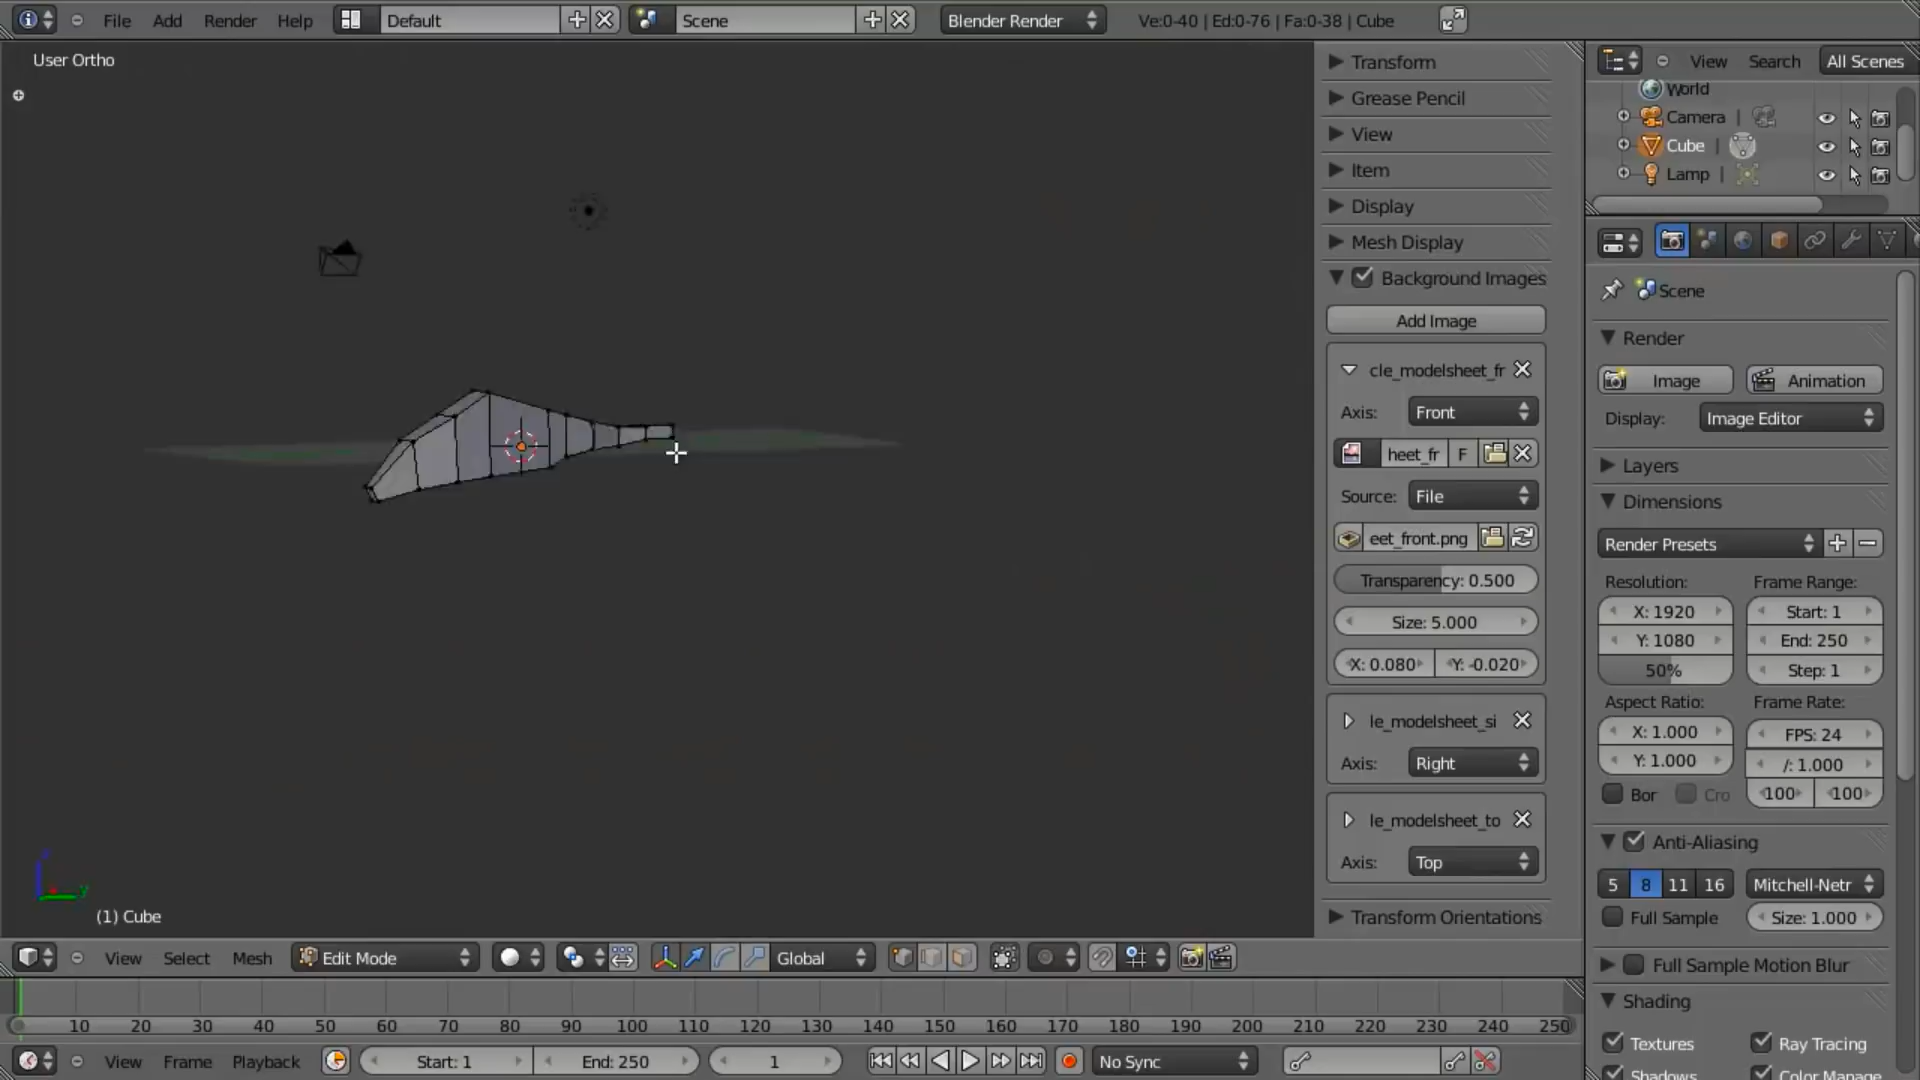 File Add Render Help Default Scene Blender Render Ve:0-40 | Ed:0-76 | Fa:0-38 | Cube
User Ortho
(1) Cube
Transform
Grease Pencil
View
Item
Display
Mesh Display
Background Images
Add Image
cle_modelsheet_fr
Axis: Front
heet_fr F
Source: File
eet_front.png
Transparency: 0.500
Size: 5.000
X: 0.080 Y: -0.020
le_modelsheet_si
Axis: Right
le_modelsheet_to
Axis: Top
Transform Orientations
View Search All Scenes
World
Camera
Cube
Lamp
Scene
Render
Image Animation
Display: Image Editor
Layers
Dimensions
Render Presets
Resolution: Frame Range:
X: 1920 Start: 1
Y: 1080 End: 250
50% Step: 1
Aspect Ratio: Frame Rate:
X: 1.000 FPS: 24
Y: 1.000 /: 1.000
Bor Cro 100 100
Anti-Aliasing
5 8 11 16 Mitchell-Netr
Full Sample Size: 1.000
Full Sample Motion Blur
Shading
Textures Ray Tracing
Shadows Color Manage
View Select Mesh Edit Mode Global
10 20 30 40 50 60 70 80 90 100 110 120 130 140 150 160 170 180 190 200 210 220 230 240 250
View Frame Playback Start: 1 End: 250 1 No Sync